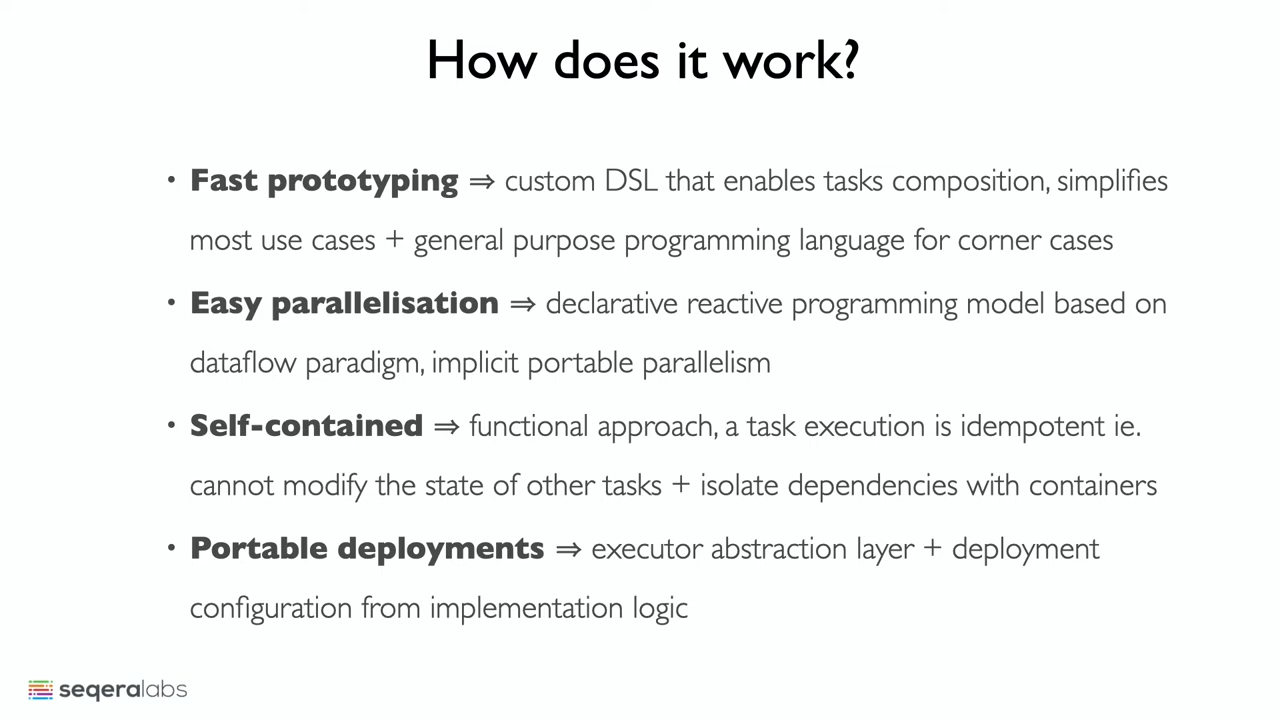 How does it work?
• Fast prototyping ⇒ custom DSL that enables tasks composition, simplifies
most use cases + general purpose programming language for corner cases
• Easy parallelisation ⇒ declarative reactive programming model based on
dataflow paradigm, implicit portable parallelism
• Self-contained ⇒ functional approach, a task execution is idempotent ie.
cannot modify the state of other tasks + isolate dependencies with containers
• Portable deployments ⇒ executor abstraction layer + deployment
configuration from implementation logic
seqeralabs